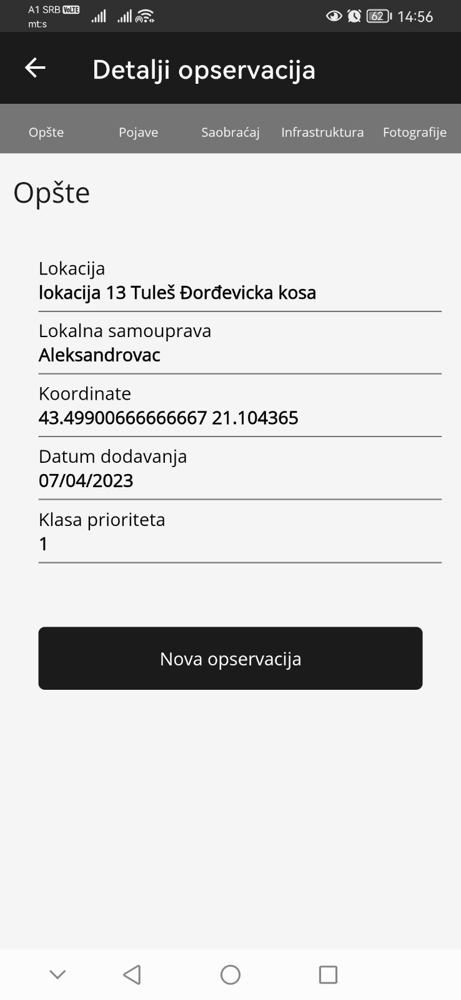 A1 SRB VoLTE
mt:s
62 14:56
Detalji opservacija
Opšte Pojave Saobraćaj Infrastruktura Fotografije
Opšte
Lokacija
lokacija 13 Tuleš Đorđevicka kosa
Lokalna samouprava
Aleksandrovac
Koordinate
43.49900666666667 21.104365
Datum dodavanja
07/04/2023
Klasa prioriteta
1
Nova opservacija